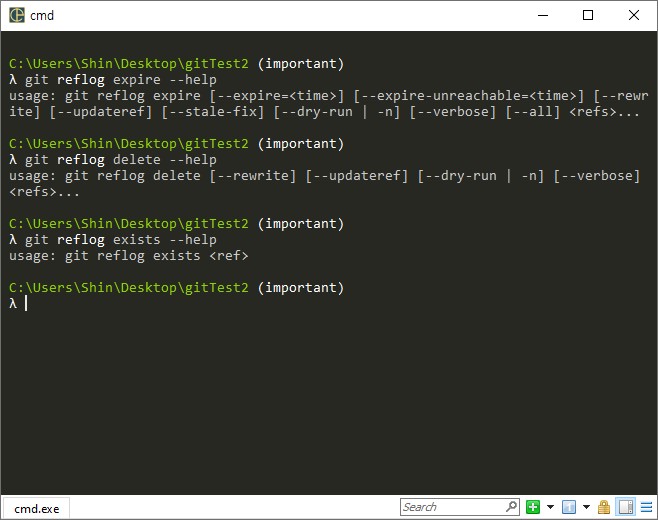 cmd
C:\Users\Shin\Desktop\gitTest2 (important)
λ git reflog expire --help
usage: git reflog expire [--expire=<time>] [--expire-unreachable=<time>] [--rewr
ite] [--updateref] [--stale-fix] [--dry-run | -n] [--verbose] [--all] <refs>...
C:\Users\Shin\Desktop\gitTest2 (important)
λ git reflog delete --help
usage: git reflog delete [--rewrite] [--updateref] [--dry-run | -n] [--verbose]
<refs>...
C:\Users\Shin\Desktop\gitTest2 (important)
λ git reflog exists --help
usage: git reflog exists <ref>
C:\Users\Shin\Desktop\gitTest2 (important)
λ
cmd.exe
Search